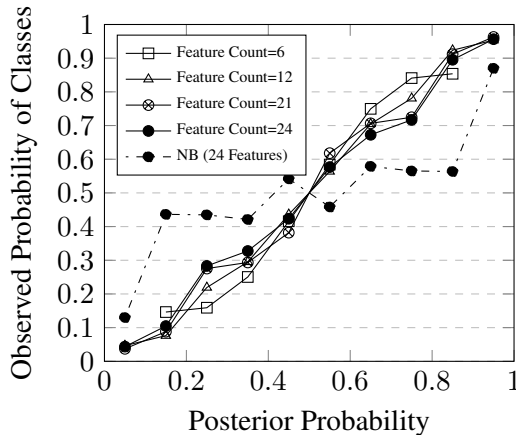 Observed Probability of Classes
1
0.9
0.8
0.7
0.6
0.5
0.4
0.3
0.2
0.1
0
Feature Count=6
Feature Count=12
Feature Count=21
Feature Count=24
NB (24 Features)
0 0.2 0.4 0.6 0.8 1
Posterior Probability